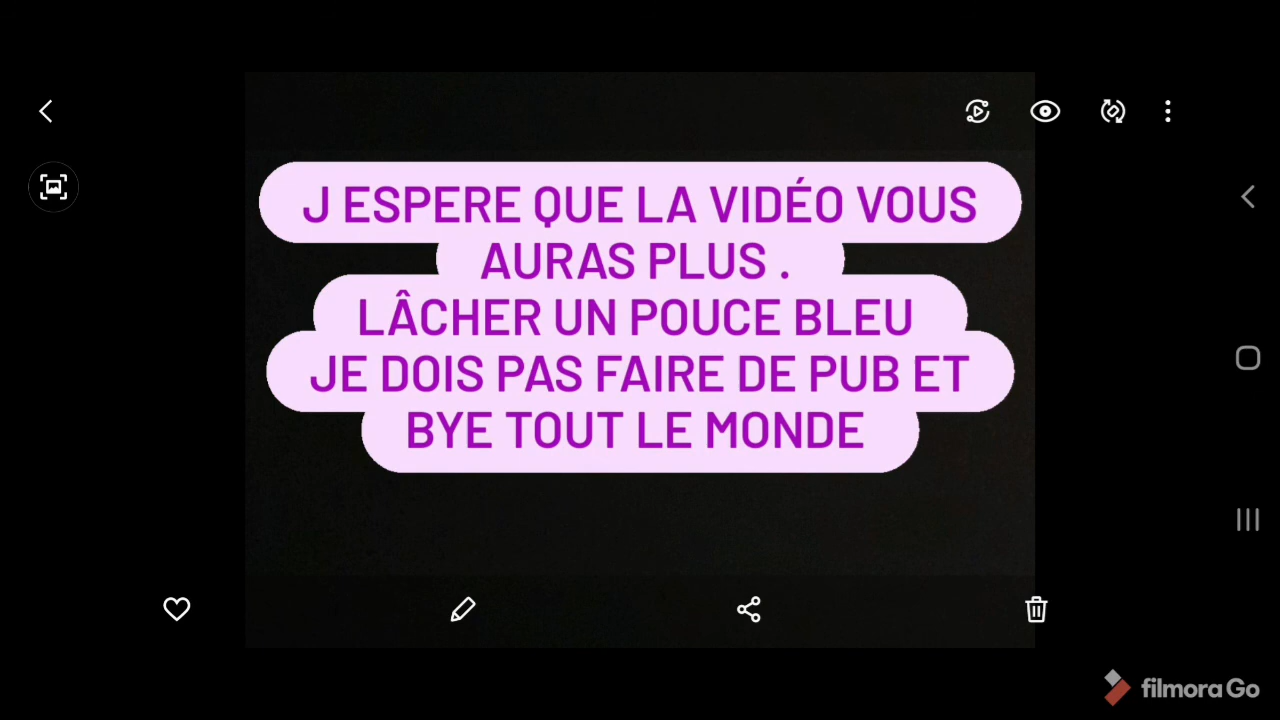 J ESPERE QUE LA VIDÉO VOUS
AURAS PLUS .
LÂCHER UN POUCE BLEU
JE DOIS PAS FAIRE DE PUB ET
BYE TOUT LE MONDE
filmora Go